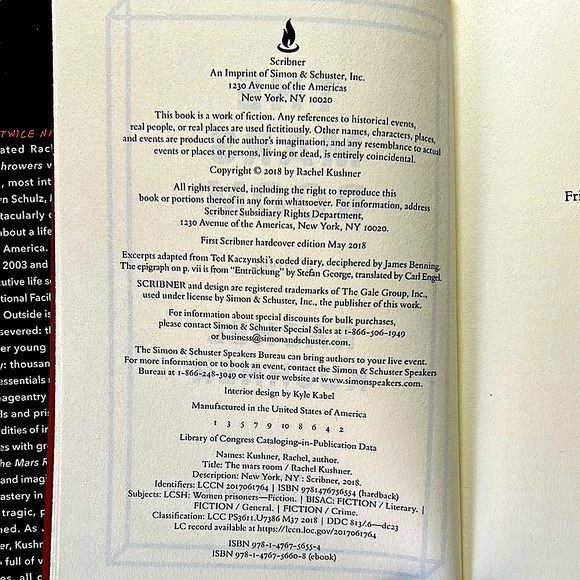 Scribner
An Imprint of Simon & Schuster, Inc.
1230 Avenue of the Americas
New York, NY 10020
This book is a work of fiction. Any references to historical events,
real people, or real places are used fictitiously. Other names, characters, places,
and events are products of the author's imagination, and any resemblance to actual
events or places or persons, living or dead, is entirely coincidental.
Copyright © 2018 by Rachel Kushner
All rights reserved, including the right to reproduce this
book or portions thereof in any form whatsoever. For information, address
Scribner Subsidiary Rights Department,
1230 Avenue of the Americas, New York, NY 10020.
First Scribner hardcover edition May 2018
Excerpts adapted from Ted Kaczynski's coded diary, deciphered by James Benning.
The epigraph on p. vii is from "Entrückung" by Stefan George, translated by Carl Engel.
SCRIBNER and design are registered trademarks of The Gale Group, Inc.,
used under license by Simon & Schuster, Inc., the publisher of this work.
For information about special discounts for bulk purchases,
please contact Simon & Schuster Special Sales at 1-866-506-1949
or business@simonandschuster.com.
The Simon & Schuster Speakers Bureau can bring authors to your live event.
For more information or to book an event, contact the Simon & Schuster Speakers
Bureau at 1-866-248-3049 or visit our website at www.simonspeakers.com.
Interior design by Kyle Kabel
Manufactured in the United States of America
1 3 5 7 9 10 8 6 4 2
Library of Congress Cataloging-in-Publication Data
Names: Kushner, Rachel, author.
Title: The mars room / Rachel Kushner.
Description: New York, NY : Scribner, 2018.
Identifiers: LCCN 2017061764 | ISBN 9781476756554 (hardback)
Subjects: LCSH: Women prisoners—Fiction. | BISAC: FICTION / Literary. |
FICTION / General. | FICTION / Crime.
Classification: LCC PS3611.U7386 M37 2018 | DDC 813/.6—dc23
LC record available at https://lccn.loc.gov/2017061764
ISBN 978-1-4767-5655-4
ISBN 978-1-4767-5660-8 (ebook)